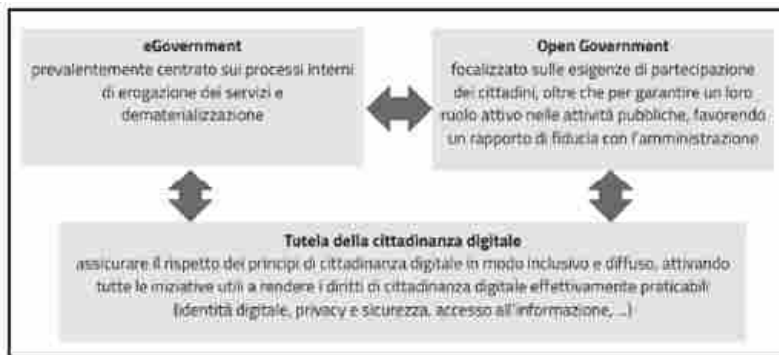 eGovernment
prevalentemente centrato sui processi interni
di erogazione dei servizi e
dematerializzazione
Open Government
focalizzato sulle esigenze di partecipazione
dei cittadini, oltre che per garantire un loro
ruolo attivo nelle attività pubbliche, favorendo
un rapporto di fiducia con l'amministrazione
Tutela della cittadinanza digitale
assicurare il rispetto dei principi di cittadinanza digitale in modo inclusivo e diffuso, attivando
tutte le iniziative utili a rendere i diritti di cittadinanza digitale effettivamente praticabili
(identità digitale, privacy e sicurezza, accesso all'informazione, ...)